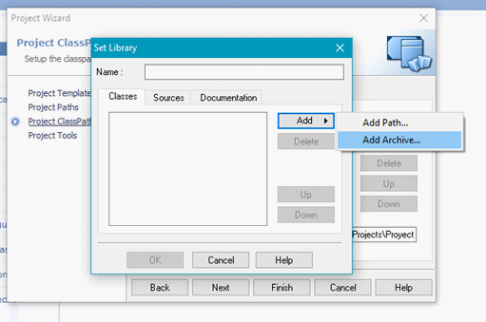 Project Wizard
Project ClassP
Setup the classpa
Project Template
Project Paths
Project ClassPat
Project Tools
Set Library
Name :
Classes
Sources
Documentation
Add
Delete
Up
Down
OK
Cancel
Help
Add Path...
Add Archive...
Delete
Up
Down
Projects\Proyect
Back
Next
Finish
Cancel
Help